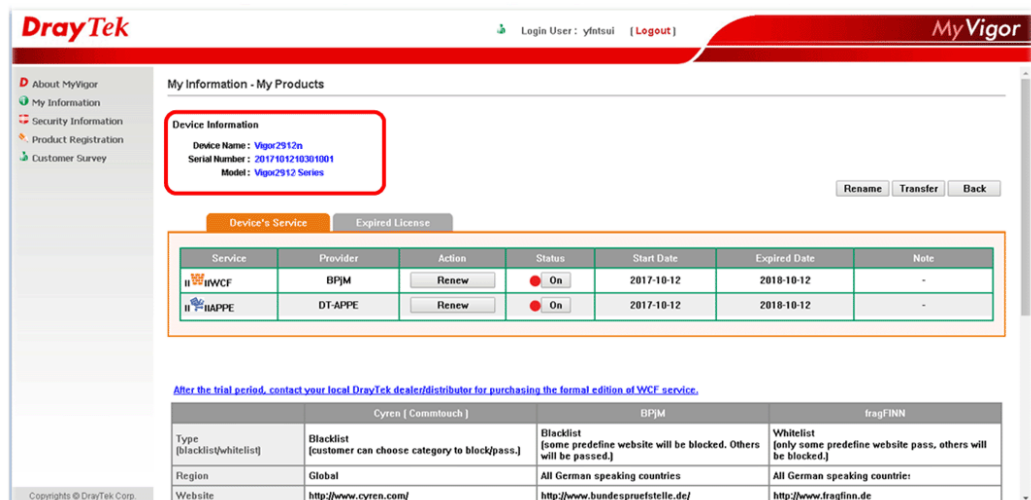 DrayTek
Login User : yfntsui [Logout]
MyVigor
About MyVigor
My Information
Security Information
Product Registration
Customer Survey
My Information - My Products
Device Information
Device Name : Vigor2912n
Serial Number : 2017101210301001
Model : Vigor2912 Series
Rename Transfer Back
Device's Service Expired License
Service Provider Action Status Start Date Expired Date Note
WCF BPjM Renew On 2017-10-12 2018-10-12 -
APPE DT-APPE Renew On 2017-10-12 2018-10-12 -
After the trial period, contact your local DrayTek dealer/distributor for purchasing the formal edition of WCF service.
Cyren ( Commtouch ) BPjM fragFINN
Type
[blacklist/whitelist]
Blacklist
[customer can choose category to block/pass.]
Blacklist
[some predefine website will be blocked. Others
will be passed.]
Whitelist
[only some predefine website pass, others will
be blocked.]
Region Global All German speaking countries All German speaking countries
Website http://www.cyren.com/ http://www.bundespruefstelle.de/ http://www.fragfinn.de
Copyrights © DrayTek Corp.